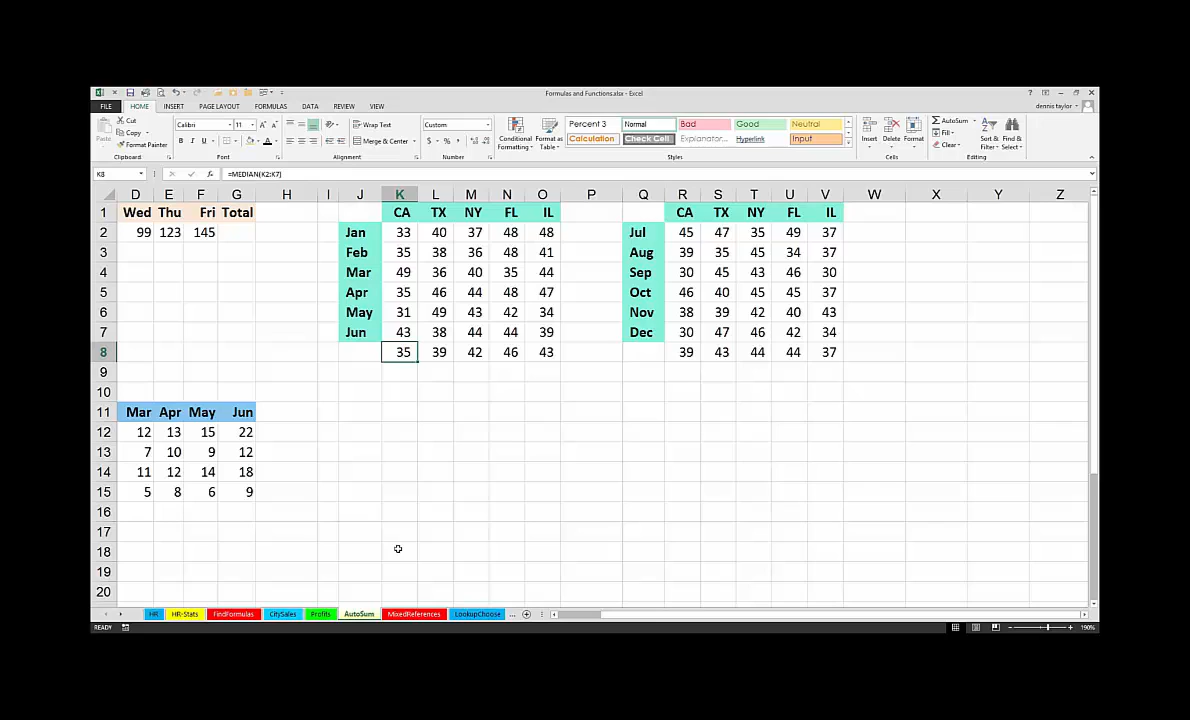 Formulas and Functions.xlsx - Excel
FILE HOME INSERT PAGE LAYOUT FORMULAS DATA REVIEW VIEW dennis taylor
Cut
Copy
Format Painter
Paste
Clipboard
Calibri 11
B I U
Font
Wrap Text
Merge & Center
Alignment
Custom
$ % ,
Number
Conditional Formatting
Format as Table
Percent 3 Normal Bad Good Neutral
Calculation Check Cell Explanatory... Hyperlink Input
Styles
Insert Delete Format
Cells
AutoSum
Fill
Clear
Sort & Filter
Find & Select
Editing
K8 =MEDIAN(K2:K7)
D E F G H I J K L M N O P Q R S T U V W X Y Z
1 Wed Thu Fri Total CA TX NY FL IL CA TX NY FL IL
2 99 123 145 Jan 33 40 37 48 48 Jul 45 47 35 49 37
3 Feb 35 38 36 48 41 Aug 39 35 45 34 37
4 Mar 49 36 40 35 44 Sep 30 45 43 46 30
5 Apr 35 46 44 48 47 Oct 46 40 45 45 37
6 May 31 49 43 42 34 Nov 38 39 42 40 43
7 Jun 43 38 44 44 39 Dec 30 47 46 42 34
8 35 39 42 46 43 39 43 44 44 37
9
10
11 Mar Apr May Jun
12 12 13 15 22
13 7 10 9 12
14 11 12 14 18
15 5 8 6 9
16
17
18
19
20
HR HR-Stats FindFormulas CitySales Profits AutoSum MixedReferences LookupChoose ...
READY 190%